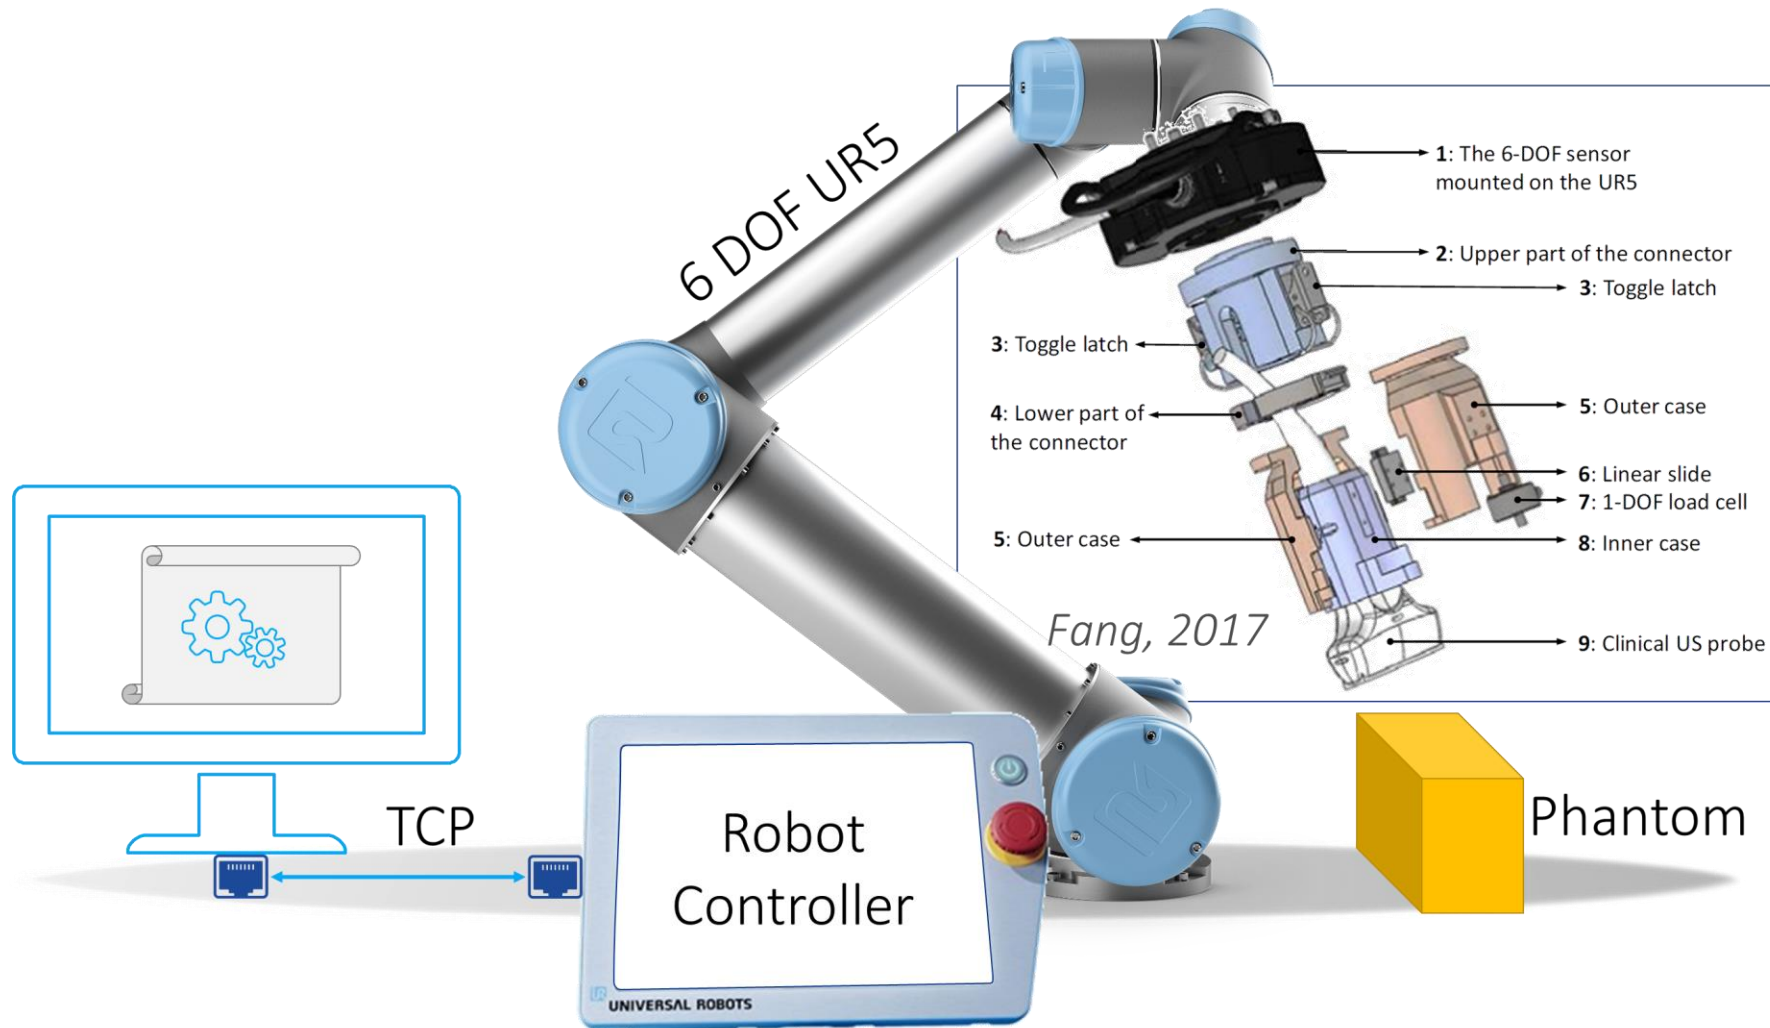 6 DOF UR5
1: The 6-DOF sensor
mounted on the UR5
2: Upper part of the connector
3: Toggle latch
3: Toggle latch
4: Lower part of
the connector
5: Outer case
6: Linear slide
7: 1-DOF load cell
5: Outer case
8: Inner case
Fang, 2017
9: Clinical US probe
TCP
Robot
Controller
Phantom
UR
UNIVERSAL ROBOTS